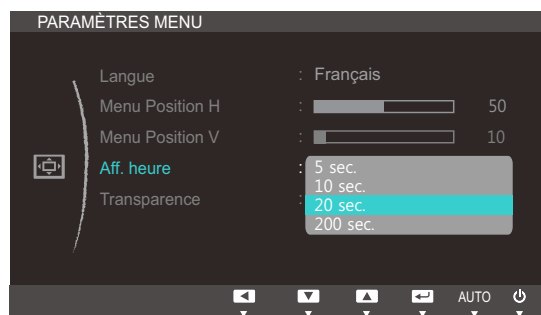 PARAMÈTRES MENU
Langue : Français
Menu Position H : 50
Menu Position V : 10
Aff. heure : 5 sec.
10 sec.
Transparence : 20 sec.
200 sec.
AUTO